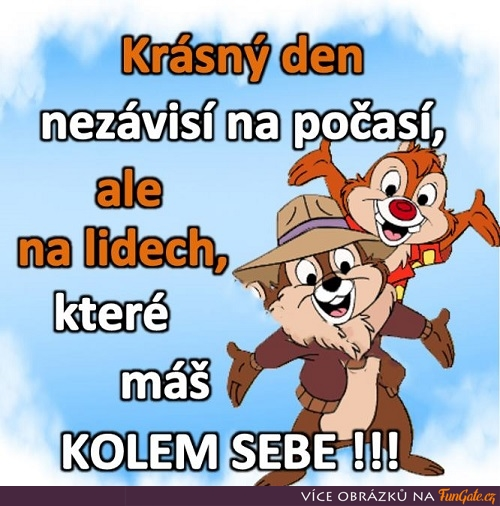 Krásný den
nezávisí na počasí,
ale
na lidech,
které
máš
KOLEM SEBE !!!
VÍCE OBRÁZKŮ NA FunGate.cz